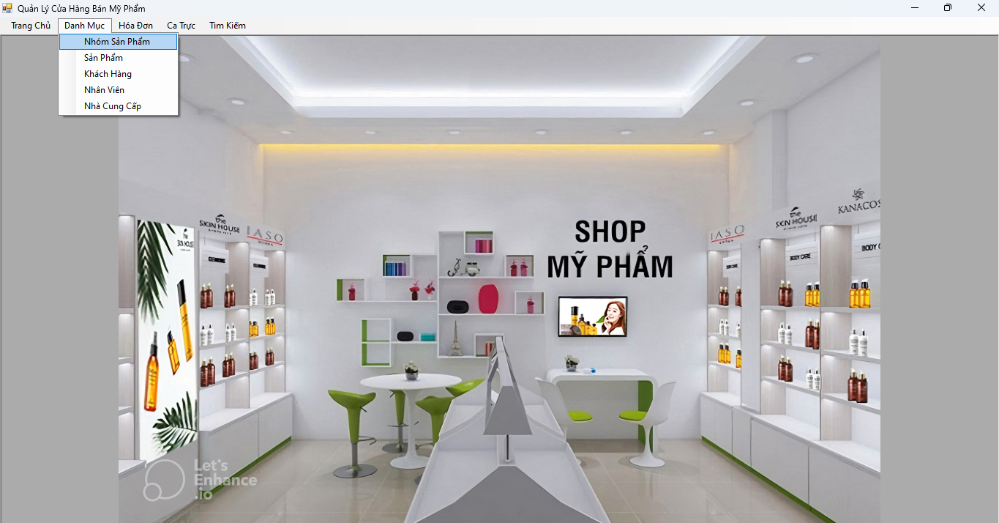 Quản Lý Cửa Hàng Bán Mỹ Phẩm
Trang Chủ Danh Mục Hóa Đơn Ca Trực Tìm Kiếm
Nhóm Sản Phẩm
Sản Phẩm
Khách Hàng
Nhân Viên
Nhà Cung Cấp
SHOP
MỸ PHẨM
the
SKIN HOUSE
IASO
IASO
the
SKIN HOUSE
KANACOS
BODY CARE
BODY C
Let's
Enhance
.io